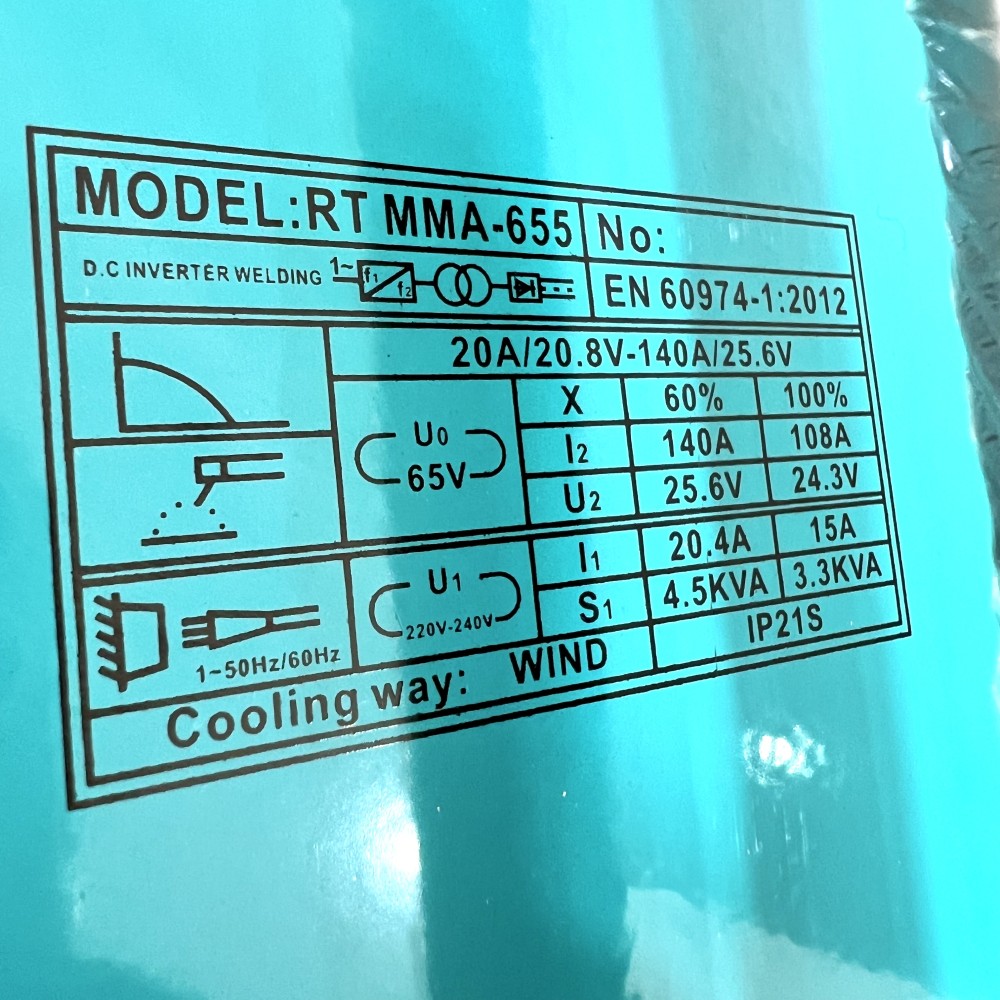 MODEL:RT MMA-655 No:
D.C INVERTER WELDING 1~ f1 f2 EN 60974-1:2012
20A/20.8V-140A/25.6V
X 60% 100%
U0 65V I2 140A 108A
U2 25.6V 24.3V
U1 220V-240V I1 20.4A 15A
S1 4.5KVA 3.3KVA
1~50Hz/60Hz
Cooling way: WIND IP21S